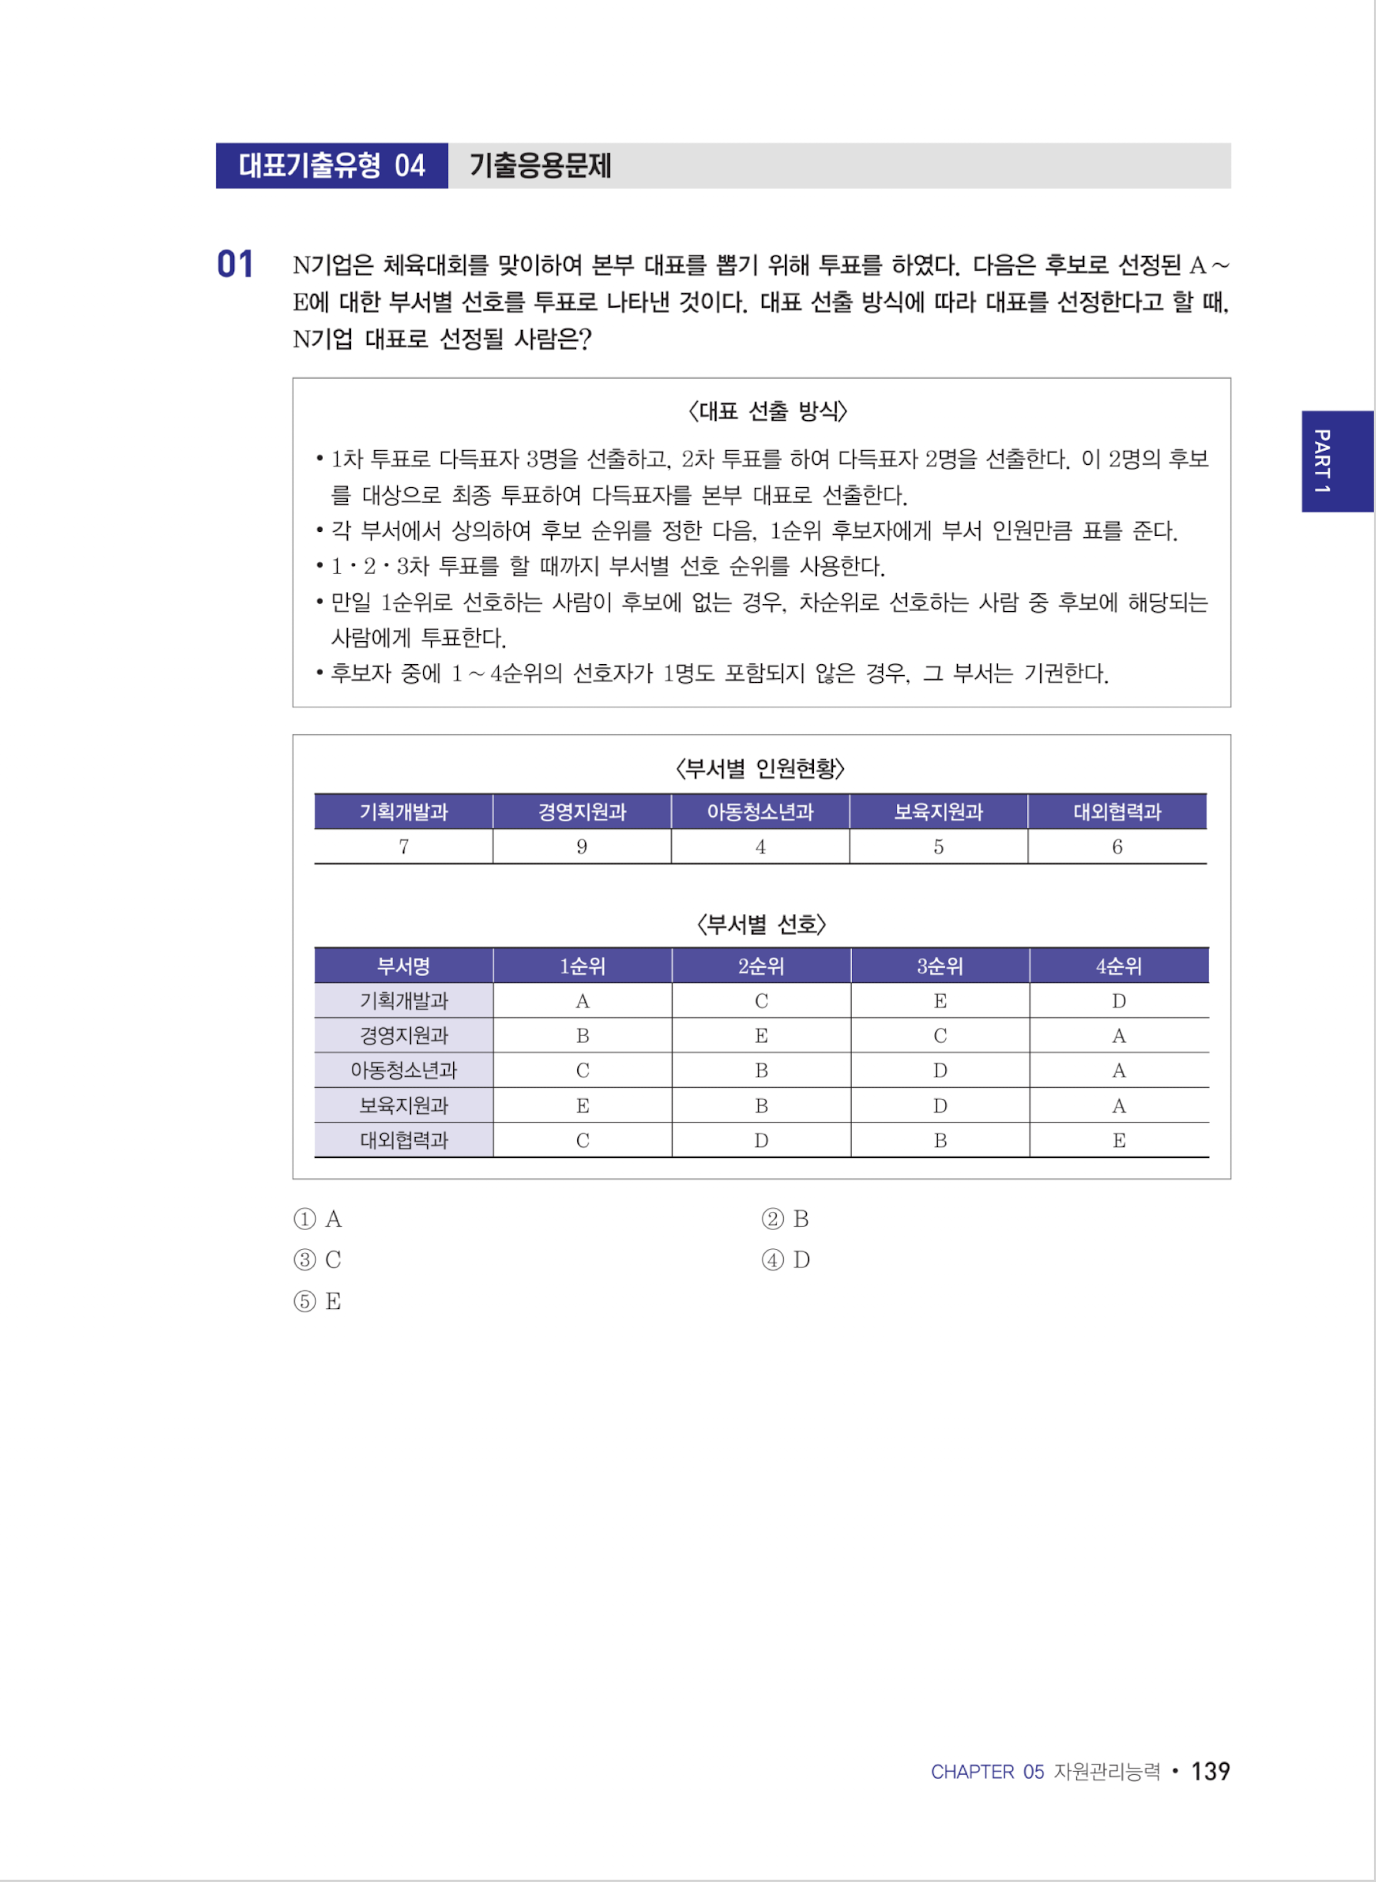 대표기출유형 04 기출응용문제
01 N기업은 체육대회를 맞이하여 본부 대표를 뽑기 위해 투표를 하였다. 다음은 후보로 선정된 A ~
E에 대한 부서별 선호를 투표로 나타낸 것이다. 대표 선출 방식에 따라 대표를 선정한다고 할 때,
N기업 대표로 선정될 사람은?
〈대표 선출 방식〉
• 1차 투표로 다득표자 3명을 선출하고, 2차 투표를 하여 다득표자 2명을 선출한다. 이 2명의 후보
를 대상으로 최종 투표하여 다득표자를 본부 대표로 선출한다.
• 각 부서에서 상의하여 후보 순위를 정한 다음, 1순위 후보자에게 부서 인원만큼 표를 준다.
• 1 · 2 · 3차 투표를 할 때까지 부서별 선호 순위를 사용한다.
• 만일 1순위로 선호하는 사람이 후보에 없는 경우, 차순위로 선호하는 사람 중 후보에 해당되는
사람에게 투표한다.
• 후보자 중에 1 ~ 4순위의 선호자가 1명도 포함되지 않은 경우, 그 부서는 기권한다.
PART 1
〈부서별 인원현황〉
기획개발과 경영지원과 아동청소년과 보육지원과 대외협력과
7 9 4 5 6
〈부서별 선호〉
부서명 1순위 2순위 3순위 4순위
기획개발과 A C E D
경영지원과 B E C A
아동청소년과 C B D A
보육지원과 E B D A
대외협력과 C D B E
① A ② B
③ C ④ D
⑤ E
CHAPTER 05 자원관리능력 • 139